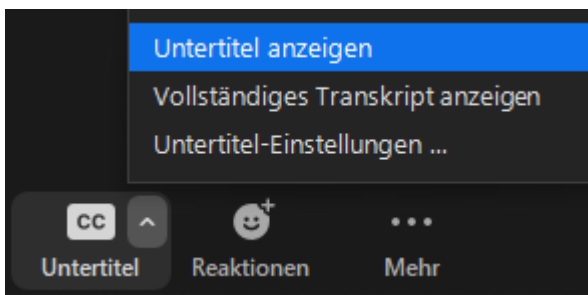 Untertitel anzeigen
Vollständiges Transkript anzeigen
Untertitel-Einstellungen ...
CC
Untertitel Reaktionen Mehr